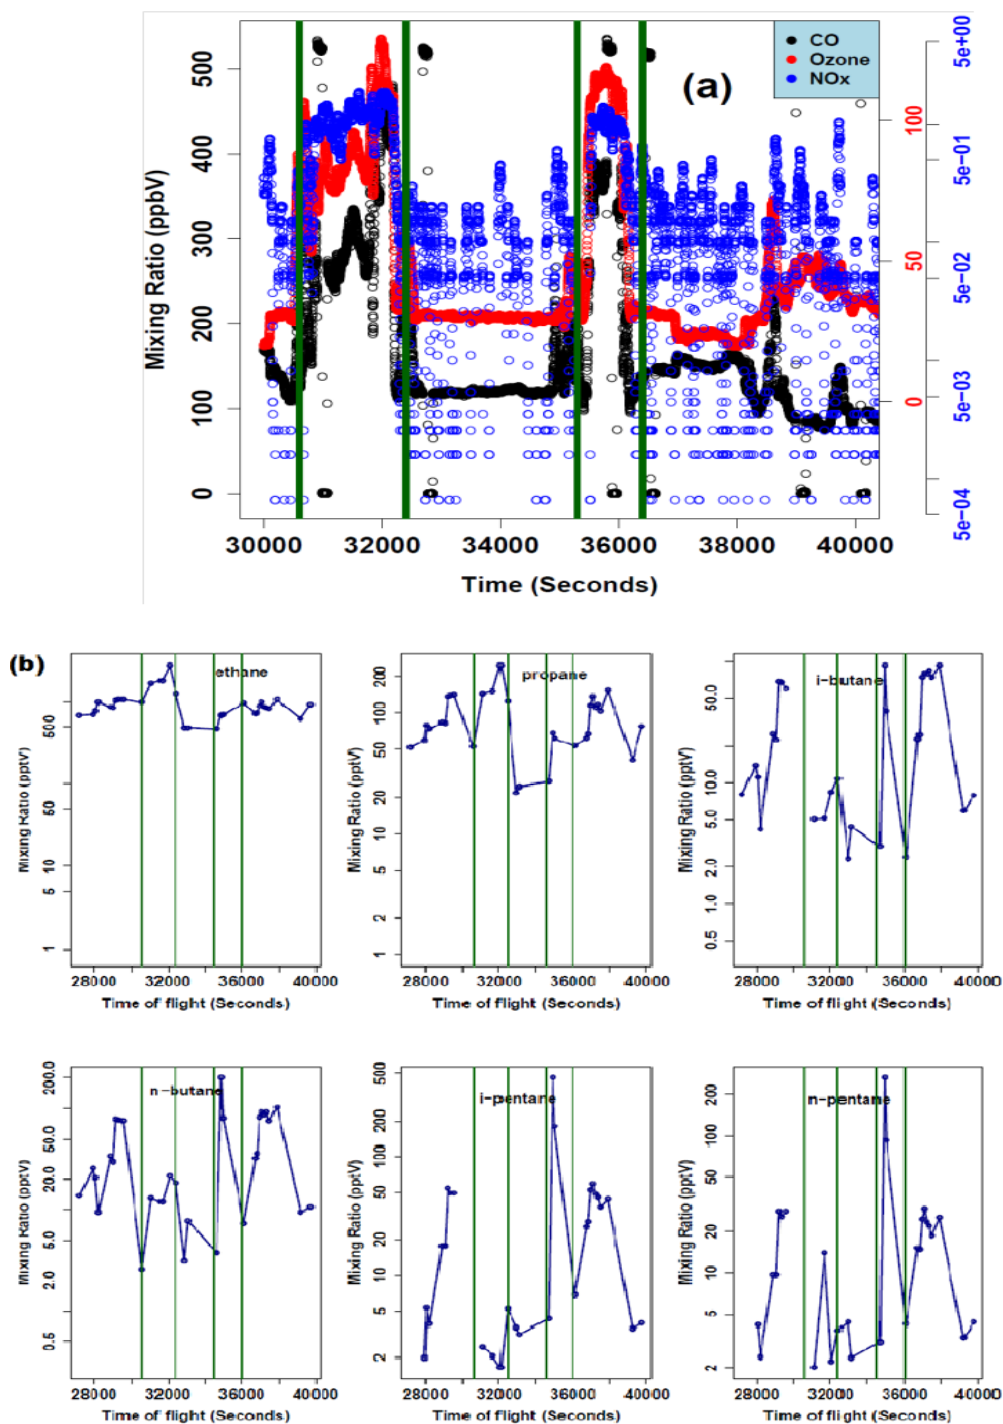 (a)
CO
Ozone
NOx
Mixing Ratio (ppbV)
500
400
300
200
100
0
100
50
0
5e+00
5e−01
5e−02
5e−03
5e−04
30000 32000 34000 36000 38000 40000
Time (Seconds)
(b)
ethane
Mixing Ratio (pptV)
500
50
10
5
1
28000 32000 36000 40000
Time of flight (Seconds)
propane
Mixing Ratio (pptV)
200
100
50
20
10
5
2
1
28000 32000 36000 40000
Time of flight (Seconds)
i−butane
Mixing Ratio (pptV)
50.0
10.0
5.0
2.0
1.0
0.5
28000 32000 36000 40000
Time of flight (Seconds)
n−butane
Mixing Ratio (pptV)
200.0
50.0
20.0
5.0
2.0
0.5
28000 32000 36000 40000
Time of flight (Seconds)
i−pentane
Mixing Ratio (pptV)
500
200
50
20
10
5
2
28000 32000 36000 40000
Time of flight (Seconds)
n−pentane
Mixing Ratio (pptV)
200
100
50
20
10
5
2
28000 32000 36000 40000
Time of flight (Seconds)